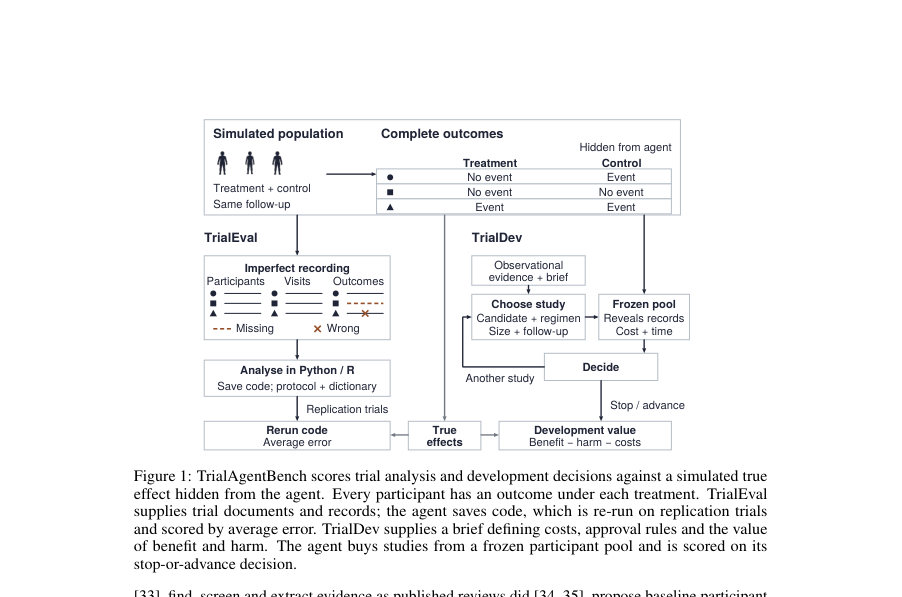 Simulated population
Complete outcomes
Hidden from agent
Treatment
Control
No event
Event
No event
No event
Event
Event
Treatment + control
Same follow-up
TrialEval
Imperfect recording
Participants
Visits
Outcomes
Missing
Wrong
Analyse in Python / R
Save code; protocol + dictionary
Replication trials
Rerun code
Average error
True
effects
TrialDev
Observational
evidence + brief
Choose study
Candidate + regimen
Size + follow-up
Frozen pool
Reveals records
Cost + time
Decide
Another study
Stop / advance
Development value
Benefit − harm − costs
Figure 1: TrialAgentBench scores trial analysis and development decisions against a simulated true
effect hidden from the agent. Every participant has an outcome under each treatment. TrialEval
supplies trial documents and records; the agent saves code, which is re-run on replication trials
and scored by average error. TrialDev supplies a brief defining costs, approval rules and the value
of benefit and harm. The agent buys studies from a frozen participant pool and is scored on its
stop-or-advance decision.
[33], find, screen and extract evidence as published reviews did [34, 35], propose baseline participant